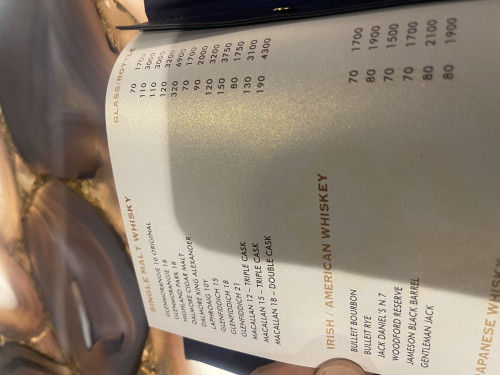 SINGLE MALT WHISKY GLASS/BOTTLE
GLENMORANGIE 10 ORIGINAL 70 1700
GLENMORANGIE 18 110 3000
HIGHLAND PARK 18 110 3000
DALMORE CIGAR MALT 120 3200
DALMORE KING ALEXANDER 320 6900
LAPHROAIG 10Y 70 1700
GLENFIDDICH 15 90 2000
GLENFIDDICH 18 120 3200
GLENFIDDICH 21 150 3750
MACALLAN 12 - TRIPLE CASK 80 1750
MACALLAN 15 - TRIPLE CASK 130 3100
MACALLAN 18 - DOUBLE CASK 190 4300
IRISH / AMERICAN WHISKEY
BULLEIT BOURBON 70 1700
BULLEIT RYE 80 1900
JACK DANIEL'S N.7 70 1500
WOODFORD RESERVE 70 1700
JAMESON BLACK BARREL 80 2100
GENTLEMAN JACK 80 1900
JAPANESE WHISKY